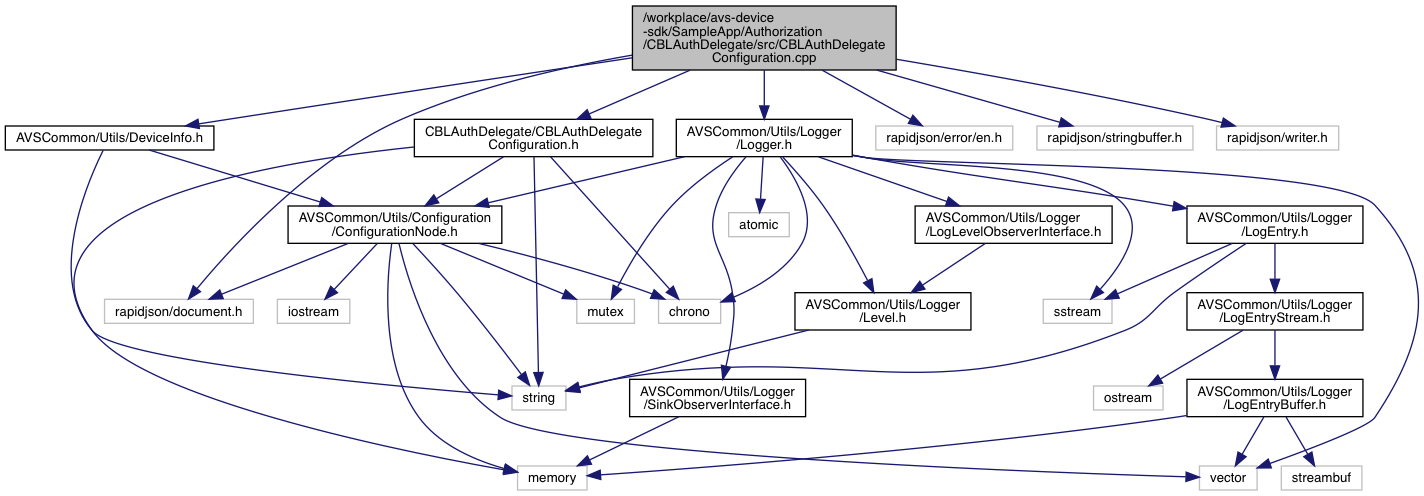 /workplace/avs-device
-sdk/SampleApp/Authorization
/CBLAuthDelegate/src/CBLAuthDelegate
Configuration.cpp
AVSCommon/Utils/DeviceInfo.h
CBLAuthDelegate/CBLAuthDelegate
Configuration.h
AVSCommon/Utils/Logger
/Logger.h
rapidjson/error/en.h
rapidjson/stringbuffer.h
rapidjson/writer.h
AVSCommon/Utils/Configuration
/ConfigurationNode.h
atomic
AVSCommon/Utils/Logger
/LogLevelObserverInterface.h
AVSCommon/Utils/Logger
/LogEntry.h
rapidjson/document.h
iostream
mutex
chrono
AVSCommon/Utils/Logger
/Level.h
sstream
AVSCommon/Utils/Logger
/LogEntryStream.h
string
AVSCommon/Utils/Logger
/SinkObserverInterface.h
ostream
AVSCommon/Utils/Logger
/LogEntryBuffer.h
memory
vector
streambuf